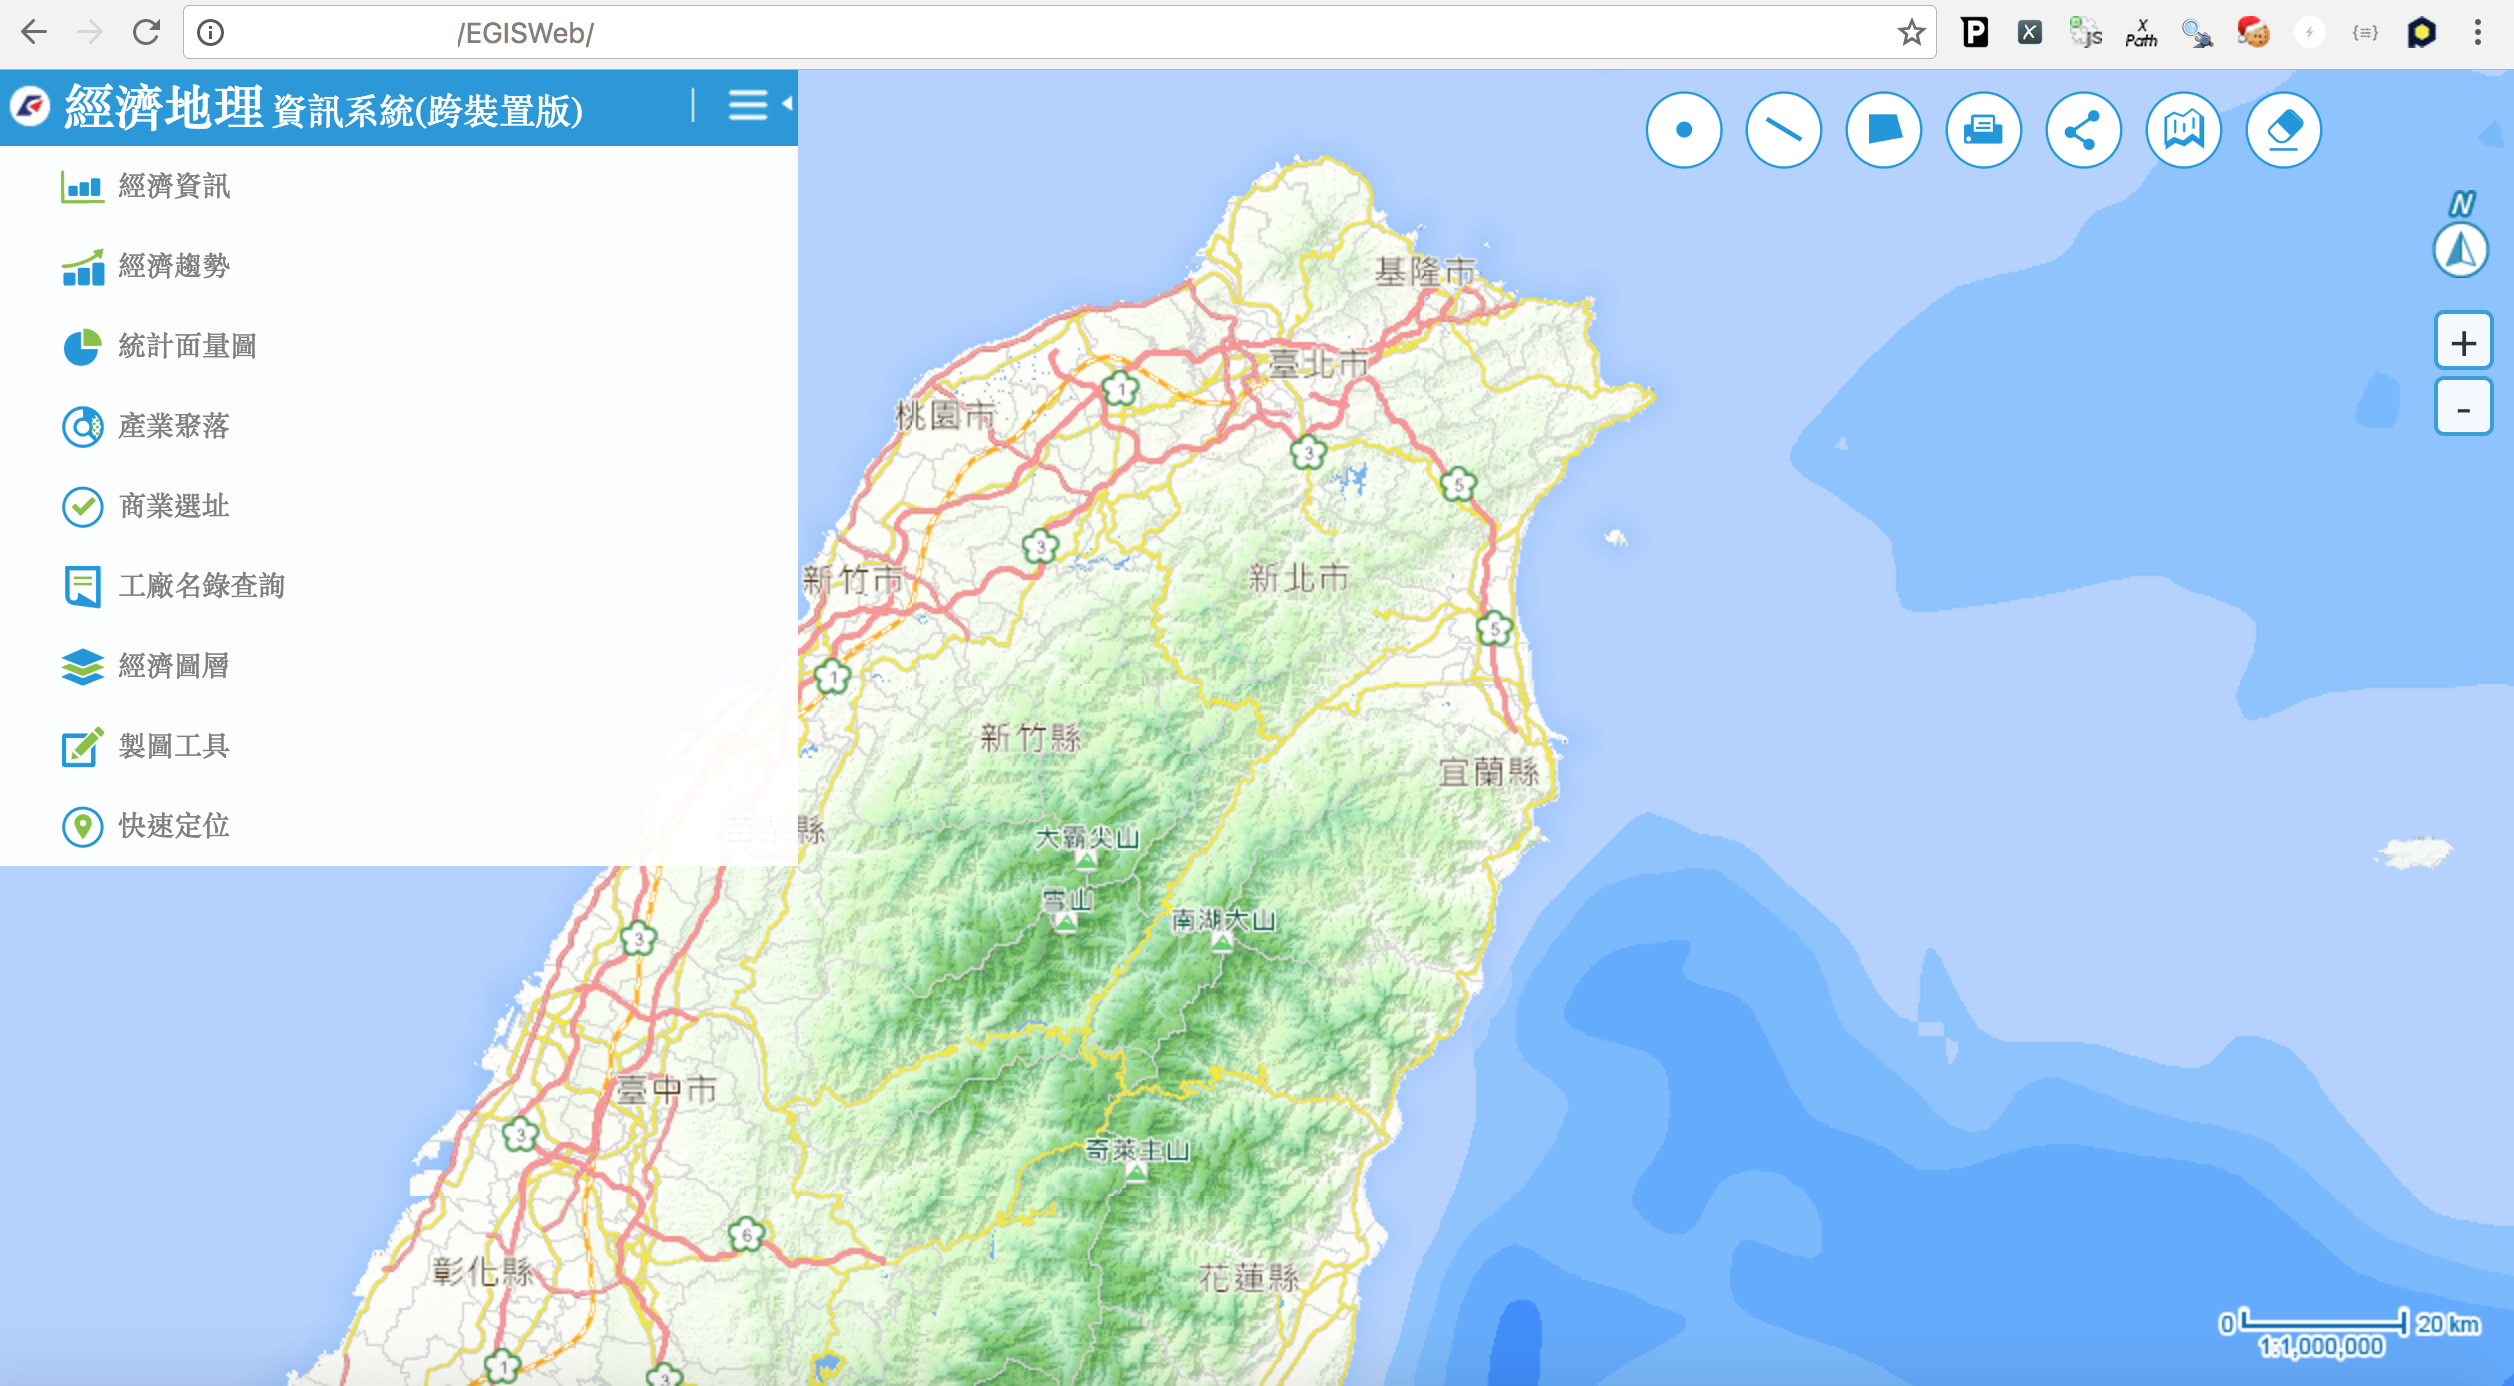 /EGISWeb/
P
X
JS
X
Path
經濟地理 資訊系統(跨裝置版)
經濟資訊
經濟趨勢
統計面量圖
產業聚落
商業選址
工廠名錄查詢
經濟圖層
製圖工具
快速定位
N
+
-
基隆市
臺北市
1
桃園市
3
5
3
新竹市
新北市
5
1
新竹縣
宜蘭縣
苗栗縣
大霸尖山
雪山
南湖大山
3
臺中市
3
奇萊主山
6
彰化縣
花蓮縣
0 20 km
1:1,000,000
1
3